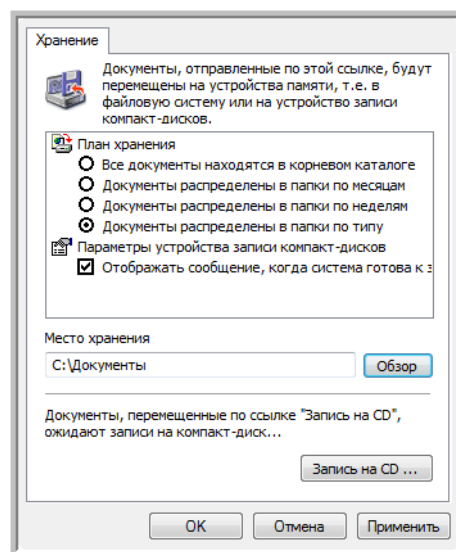 Хранение
Документы, отправленные по этой ссылке, будут
перемещены на устройства памяти, т.е. в
файловую систему или на устройство записи
компакт-дисков.
План хранения
Все документы находятся в корневом каталоге
Документы распределены в папки по месяцам
Документы распределены в папки по неделям
Документы распределены в папки по типу
Параметры устройства записи компакт-дисков
Отображать сообщение, когда система готова к з
Место хранения
C:\Документы
Обзор
Документы, перемещенные по ссылке "Запись на CD",
ожидают записи на компакт-диск...
Запись на CD ...
OK
Отмена
Применить